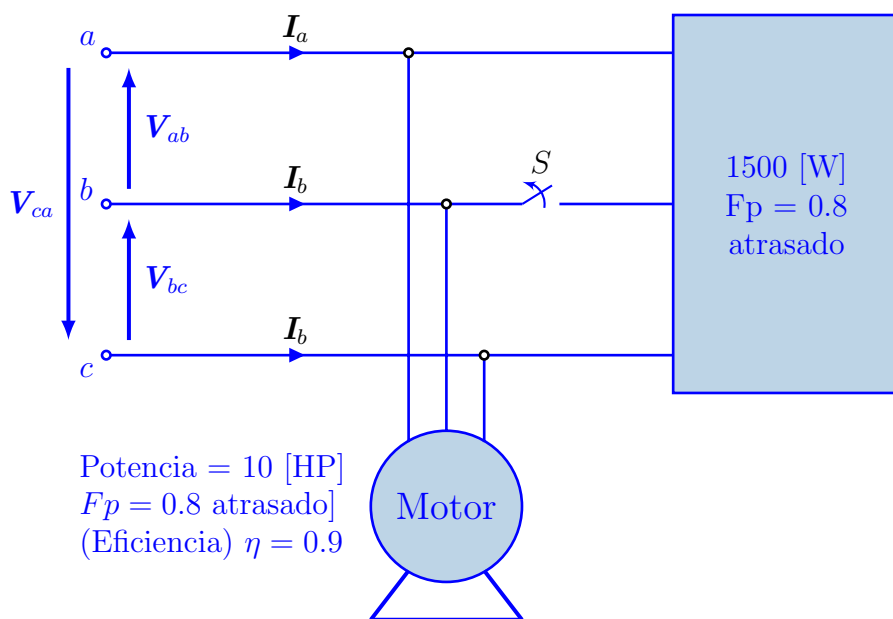 a
I_a
V_ab
V_ca
b
I_b
S
1500 [W]
Fp = 0.8
atrasado
V_bc
c
I_b
Potencia = 10 [HP]
Fp = 0.8 atrasado]
(Eficiencia) η = 0.9
Motor